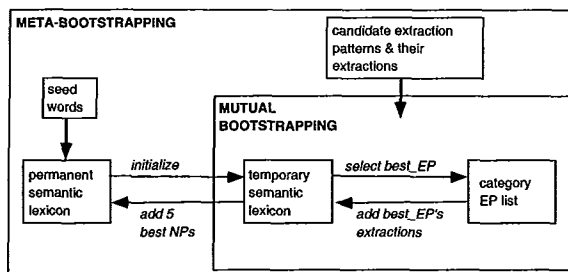 META-BOOTSTRAPPING
candidate extraction
patterns & their
extractions
seed
words
MUTUAL
BOOTSTRAPPING
permanent
semantic
lexicon
initialize
add 5
best NPs
temporary
semantic
lexicon
select best_EP
add best_EP's
extractions
category
EP list